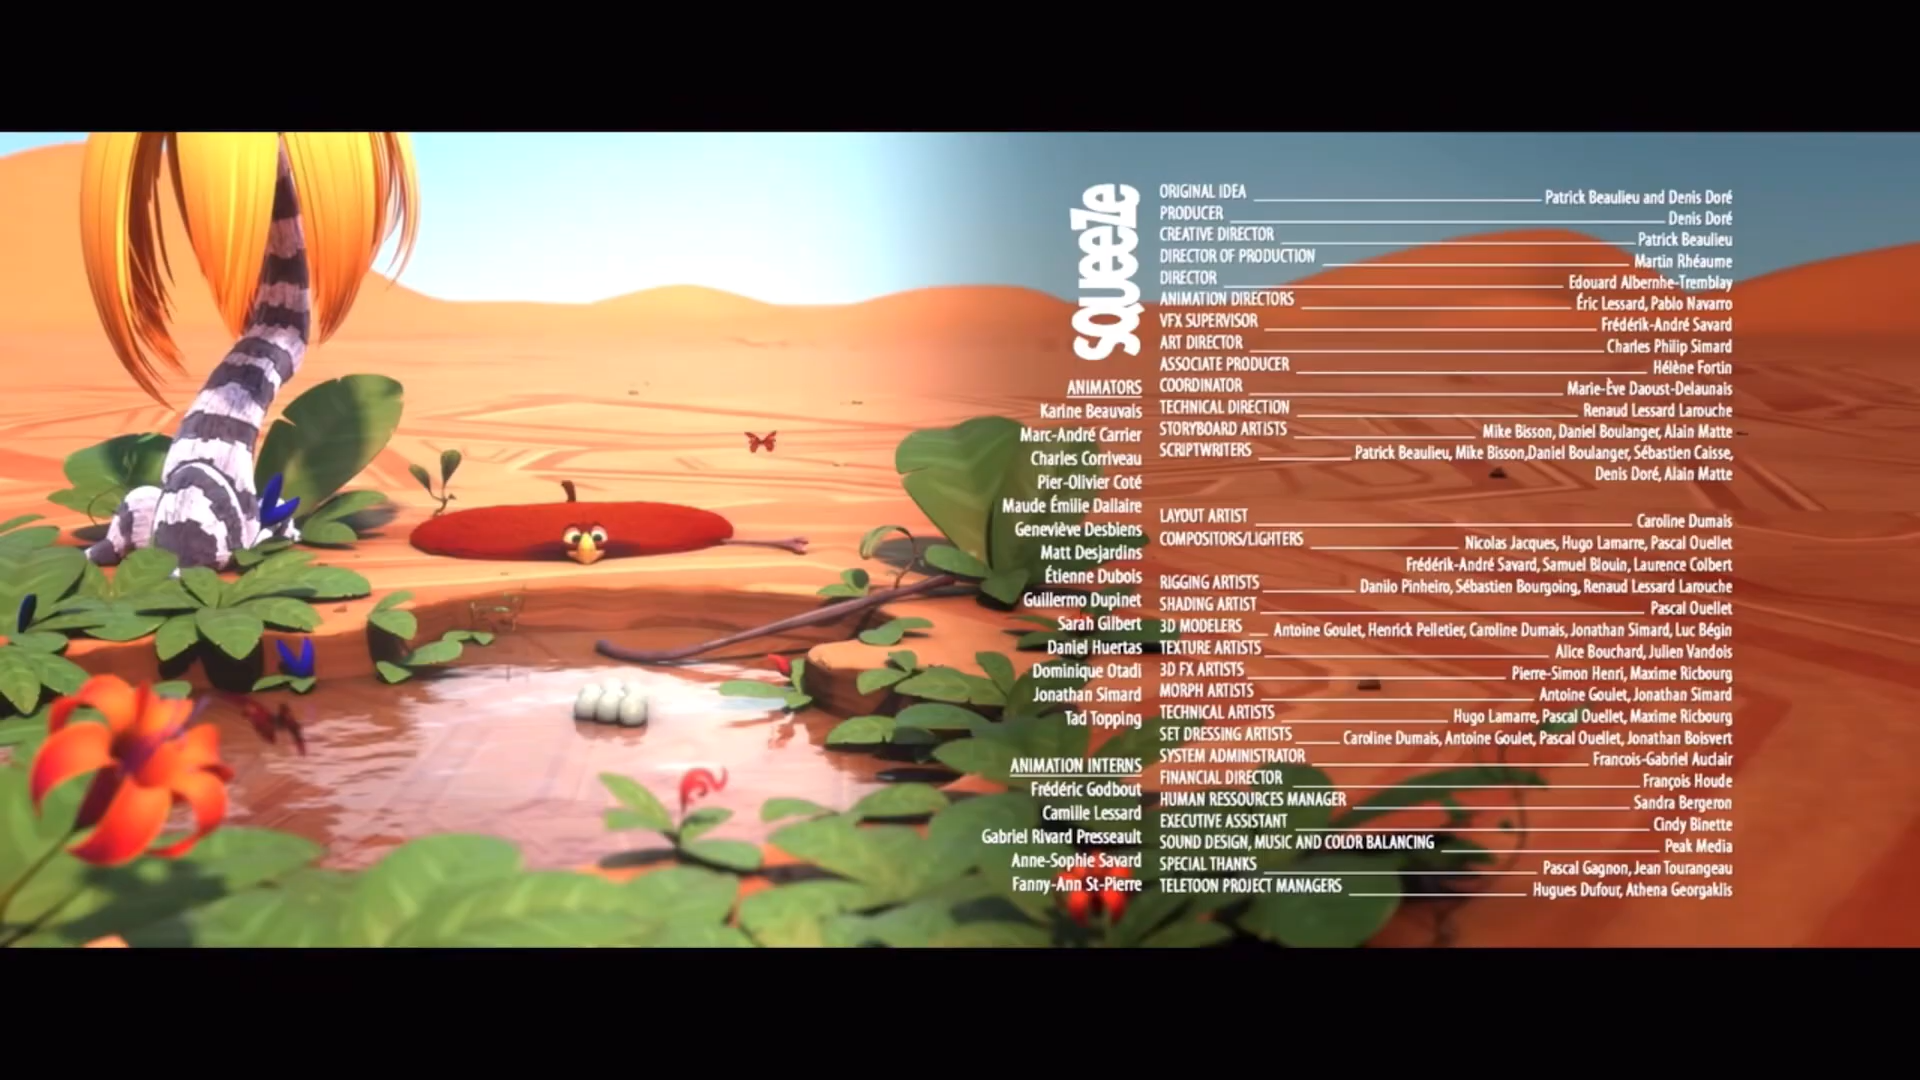 squeeze
ANIMATORS
Karine Beauvais
Marc-André Carrier
Charles Corriveau
Pier-Olivier Coté
Maude Émilie Dallaire
Geneviève Desbiens
Matt Desjardins
Étienne Dubois
Guillermo Dupinet
Sarah Gilbert
Daniel Huertas
Dominique Otadi
Jonathan Simard
Tad Topping
ANIMATION INTERNS
Frédéric Godbout
Camille Lessard
Gabriel Rivard Presseault
Anne-Sophie Savard
Fanny-Ann St-Pierre
ORIGINAL IDEA Patrick Beaulieu and Denis Doré
PRODUCER Denis Doré
CREATIVE DIRECTOR Patrick Beaulieu
DIRECTOR OF PRODUCTION Martin Rhéaume
DIRECTOR Edouard Albernhe-Tremblay
ANIMATION DIRECTORS Éric Lessard, Pablo Navarro
VFX SUPERVISOR Frédérik-André Savard
ART DIRECTOR Charles Philip Simard
ASSOCIATE PRODUCER Hélène Fortin
COORDINATOR Marie-Ève Daoust-Delaunais
TECHNICAL DIRECTION Renaud Lessard Larouche
STORYBOARD ARTISTS Mike Bisson, Daniel Boulanger, Alain Matte
SCRIPTWRITERS Patrick Beaulieu, Mike Bisson,Daniel Boulanger, Sébastien Caisse,
Denis Doré, Alain Matte
LAYOUT ARTIST Caroline Dumais
COMPOSITORS/LIGHTERS Nicolas Jacques, Hugo Lamarre, Pascal Ouellet
Frédérik-André Savard, Samuel Blouin, Laurence Colbert
RIGGING ARTISTS Danilo Pinheiro, Sébastien Bourgoing, Renaud Lessard Larouche
SHADING ARTIST Pascal Ouellet
3D MODELERS Antoine Goulet, Henrick Pelletier, Caroline Dumais, Jonathan Simard, Luc Bégin
TEXTURE ARTISTS Alice Bouchard, Julien Vandois
3D FX ARTISTS Pierre-Simon Henri, Maxime Ricbourg
MORPH ARTISTS Antoine Goulet, Jonathan Simard
TECHNICAL ARTISTS Hugo Lamarre, Pascal Ouellet, Maxime Ricbourg
SET DRESSING ARTISTS Caroline Dumais, Antoine Goulet, Pascal Ouellet, Jonathan Boisvert
SYSTEM ADMINISTRATOR Francois-Gabriel Auclair
FINANCIAL DIRECTOR François Houde
HUMAN RESSOURCES MANAGER Sandra Bergeron
EXECUTIVE ASSISTANT Cindy Binette
SOUND DESIGN, MUSIC AND COLOR BALANCING Peak Media
SPECIAL THANKS Pascal Gagnon, Jean Tourangeau
TELETOON PROJECT MANAGERS Hugues Dufour, Athena Georgaklis